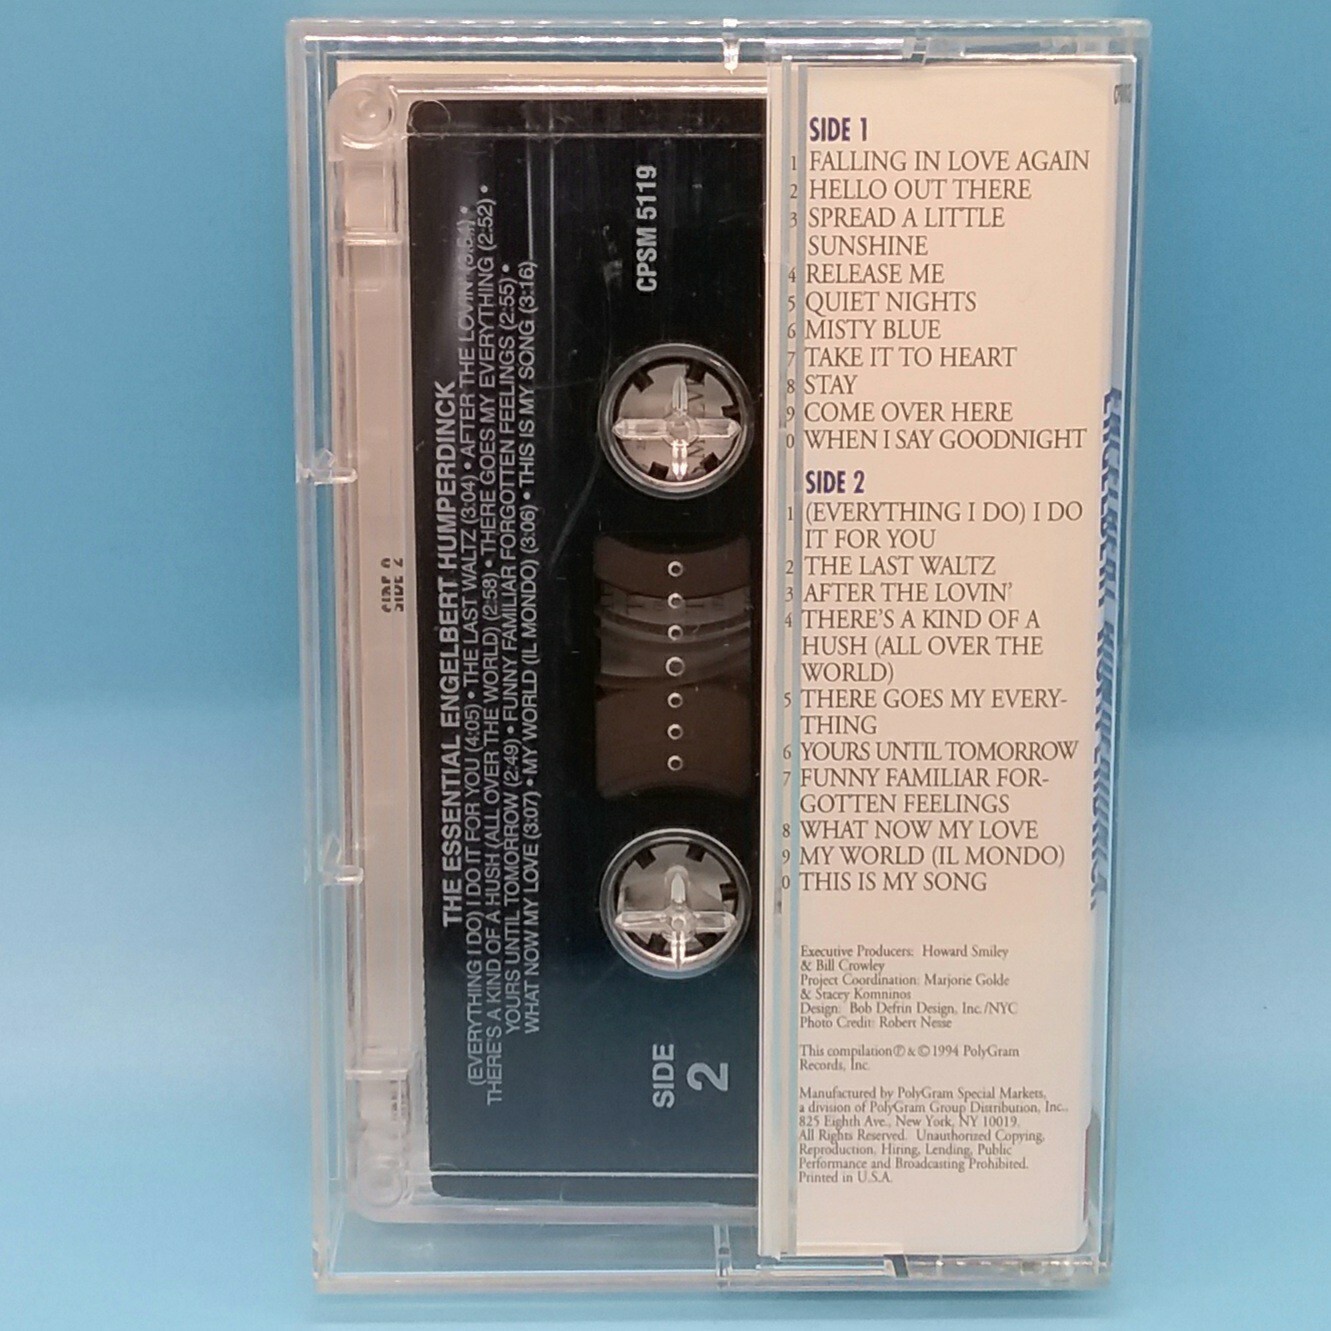 THE ESSENTIAL ENGELBERT HUMPERDINCK
(EVERYTHING I DO) I DO IT FOR YOU (4:05) • THE LAST WALTZ (3:04) • AFTER THE LOVIN' •
THERE'S A KIND OF A HUSH (ALL OVER THE WORLD) (2:58) • THERE GOES MY EVERYTHING (2:52) •
YOURS UNTIL TOMORROW (2:49) • FUNNY FAMILIAR FORGOTTEN FEELINGS (2:55) •
WHAT NOW MY LOVE (3:07) • MY WORLD (IL MONDO) (3:06) • THIS IS MY SONG (3:16)
CPSM 5119
SIDE
2
SIDE 2
SIDE 1
1 FALLING IN LOVE AGAIN
2 HELLO OUT THERE
3 SPREAD A LITTLE
SUNSHINE
4 RELEASE ME
5 QUIET NIGHTS
6 MISTY BLUE
7 TAKE IT TO HEART
8 STAY
9 COME OVER HERE
0 WHEN I SAY GOODNIGHT
SIDE 2
1 (EVERYTHING I DO) I DO
IT FOR YOU
2 THE LAST WALTZ
3 AFTER THE LOVIN'
4 THERE'S A KIND OF A
HUSH (ALL OVER THE
WORLD)
5 THERE GOES MY EVERY-
THING
6 YOURS UNTIL TOMORROW
7 FUNNY FAMILIAR FOR-
GOTTEN FEELINGS
8 WHAT NOW MY LOVE
9 MY WORLD (IL MONDO)
0 THIS IS MY SONG
Executive Producers: Howard Smiley
& Bill Crowley
Project Coordination: Marjorie Golde
& Stacey Komninos
Design: Bob Defrin Design, Inc./NYC
Photo Credit: Robert Nesse
This compilation ℗ & © 1994 PolyGram
Records, Inc.
Manufactured by PolyGram Special Markets,
a division of PolyGram Group Distribution, Inc.,
825 Eighth Ave., New York, NY 10019.
All Rights Reserved. Unauthorized Copying,
Reproduction, Hiring, Lending, Public
Performance and Broadcasting Prohibited.
Printed in U.S.A.
ENGELBERT HUMPERDINCK